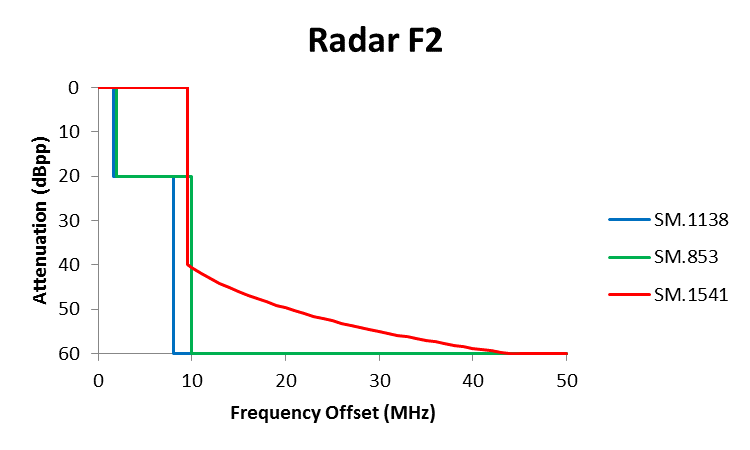 Radar F2
0
10
20
30
40
50
60
Attenuation (dBpp)
0 10 20 30 40 50
Frequency Offset (MHz)
SM.1138
SM.853
SM.1541